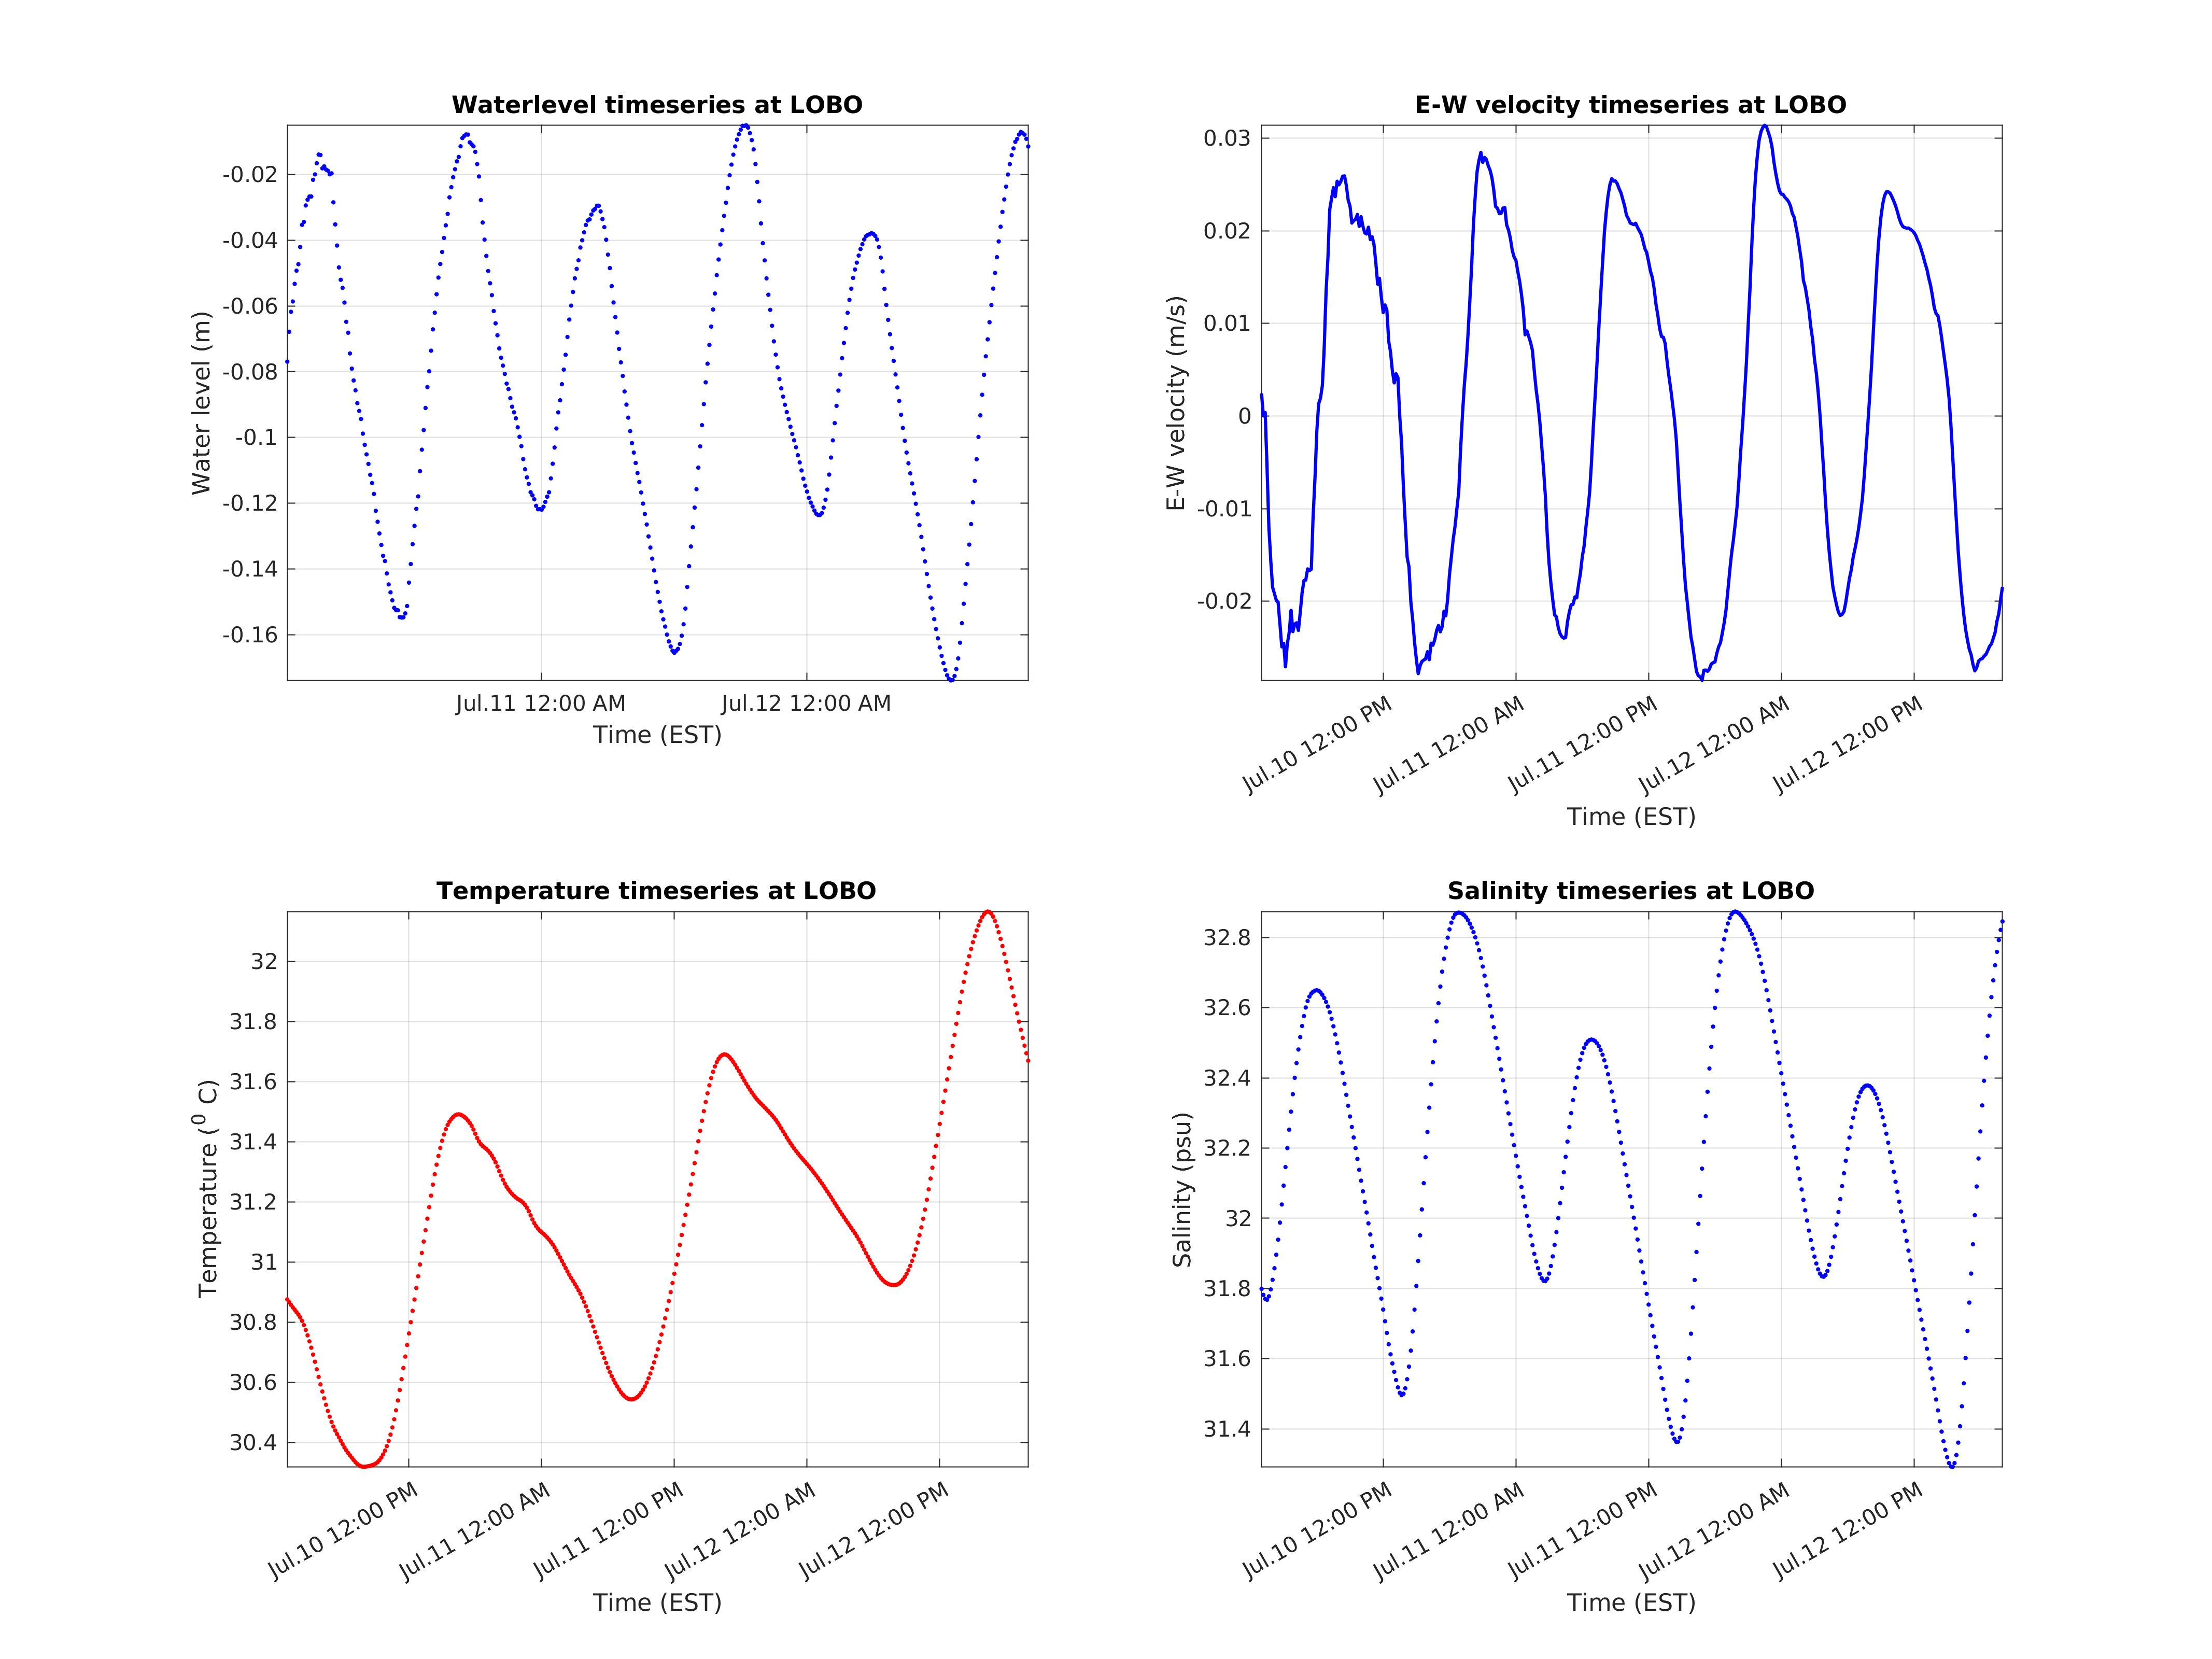 Waterlevel timeseries at LOBO
-0.02
-0.04
-0.06
-0.08
-0.1
-0.12
-0.14
-0.16
Water level (m)
Jul.11 12:00 AM
Jul.12 12:00 AM
Time (EST)
E-W velocity timeseries at LOBO
0.03
0.02
0.01
0
-0.01
-0.02
E-W velocity (m/s)
Jul.10 12:00 PM
Jul.11 12:00 AM
Jul.11 12:00 PM
Jul.12 12:00 AM
Jul.12 12:00 PM
Time (EST)
Temperature timeseries at LOBO
32
31.8
31.6
31.4
31.2
31
30.8
30.6
30.4
Temperature (⁰ C)
Jul.10 12:00 PM
Jul.11 12:00 AM
Jul.11 12:00 PM
Jul.12 12:00 AM
Jul.12 12:00 PM
Time (EST)
Salinity timeseries at LOBO
32.8
32.6
32.4
32.2
32
31.8
31.6
31.4
Salinity (psu)
Jul.10 12:00 PM
Jul.11 12:00 AM
Jul.11 12:00 PM
Jul.12 12:00 AM
Jul.12 12:00 PM
Time (EST)